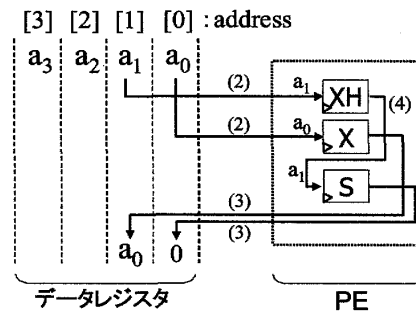 [3] [2] [1] [0] : address
a3 a2 a1 a0
(2) a1 XH (4)
(2) a0 X
a1 S
(3)
a0 0 (3)
データレジスタ PE